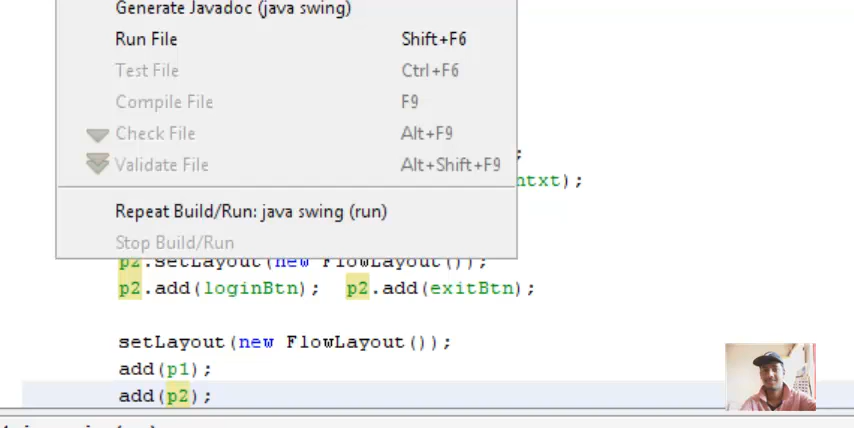 Generate Javadoc (java swing)
Run File Shift+F6
Test File Ctrl+F6
Compile File F9
Check File Alt+F9
;
Validate File Alt+Shift+F9
ntxt);
Repeat Build/Run: java swing (run)
Stop Build/Run
p2.setLayout(new FlowLayout());
p2.add(loginBtn); p2.add(exitBtn);
setLayout(new FlowLayout());
add(p1);
add(p2);